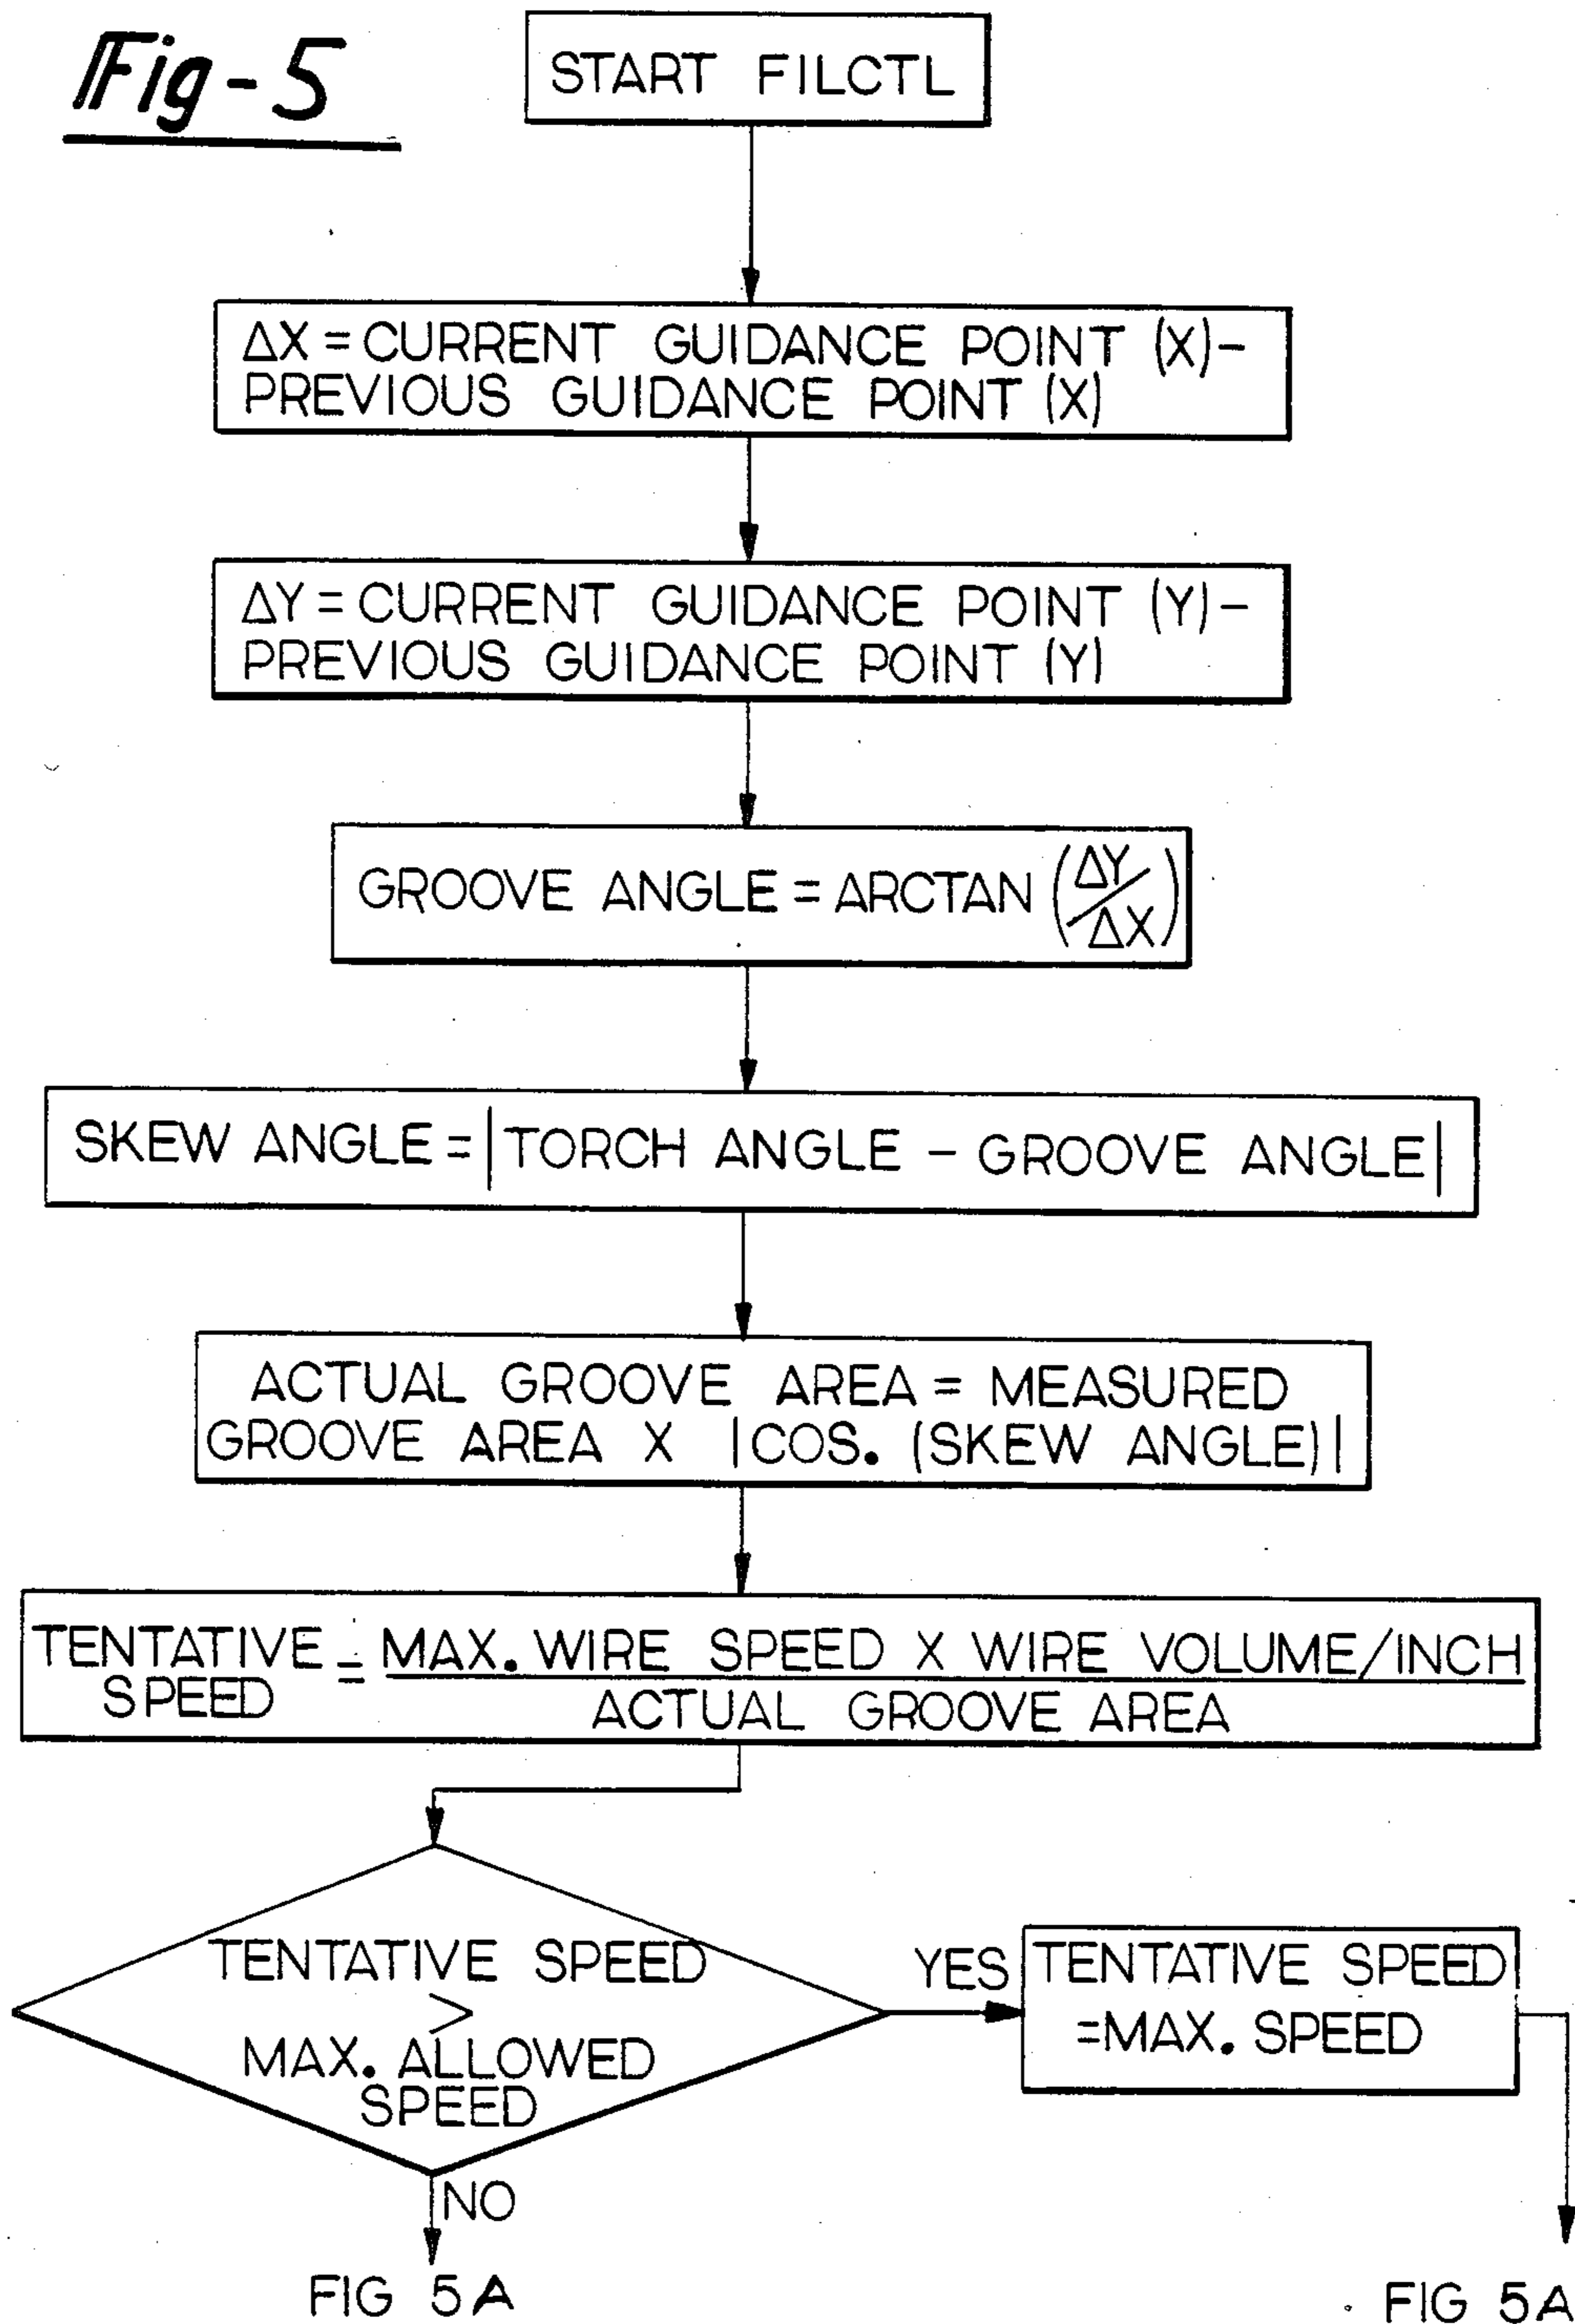 Fig-5
START FILCTL
ΔX = CURRENT GUIDANCE POINT (X)-
PREVIOUS GUIDANCE POINT (X)
ΔY = CURRENT GUIDANCE POINT (Y)-
PREVIOUS GUIDANCE POINT (Y)
GROOVE ANGLE = ARCTAN (ΔY/ΔX)
SKEW ANGLE = |TORCH ANGLE - GROOVE ANGLE|
ACTUAL GROOVE AREA = MEASURED
GROOVE AREA X |COS. (SKEW ANGLE)|
TENTATIVE SPEED = MAX. WIRE SPEED X WIRE VOLUME/INCH
ACTUAL GROOVE AREA
TENTATIVE SPEED
>
MAX. ALLOWED
SPEED
YES
TENTATIVE SPEED
=MAX. SPEED
NO
FIG 5A
FIG 5A